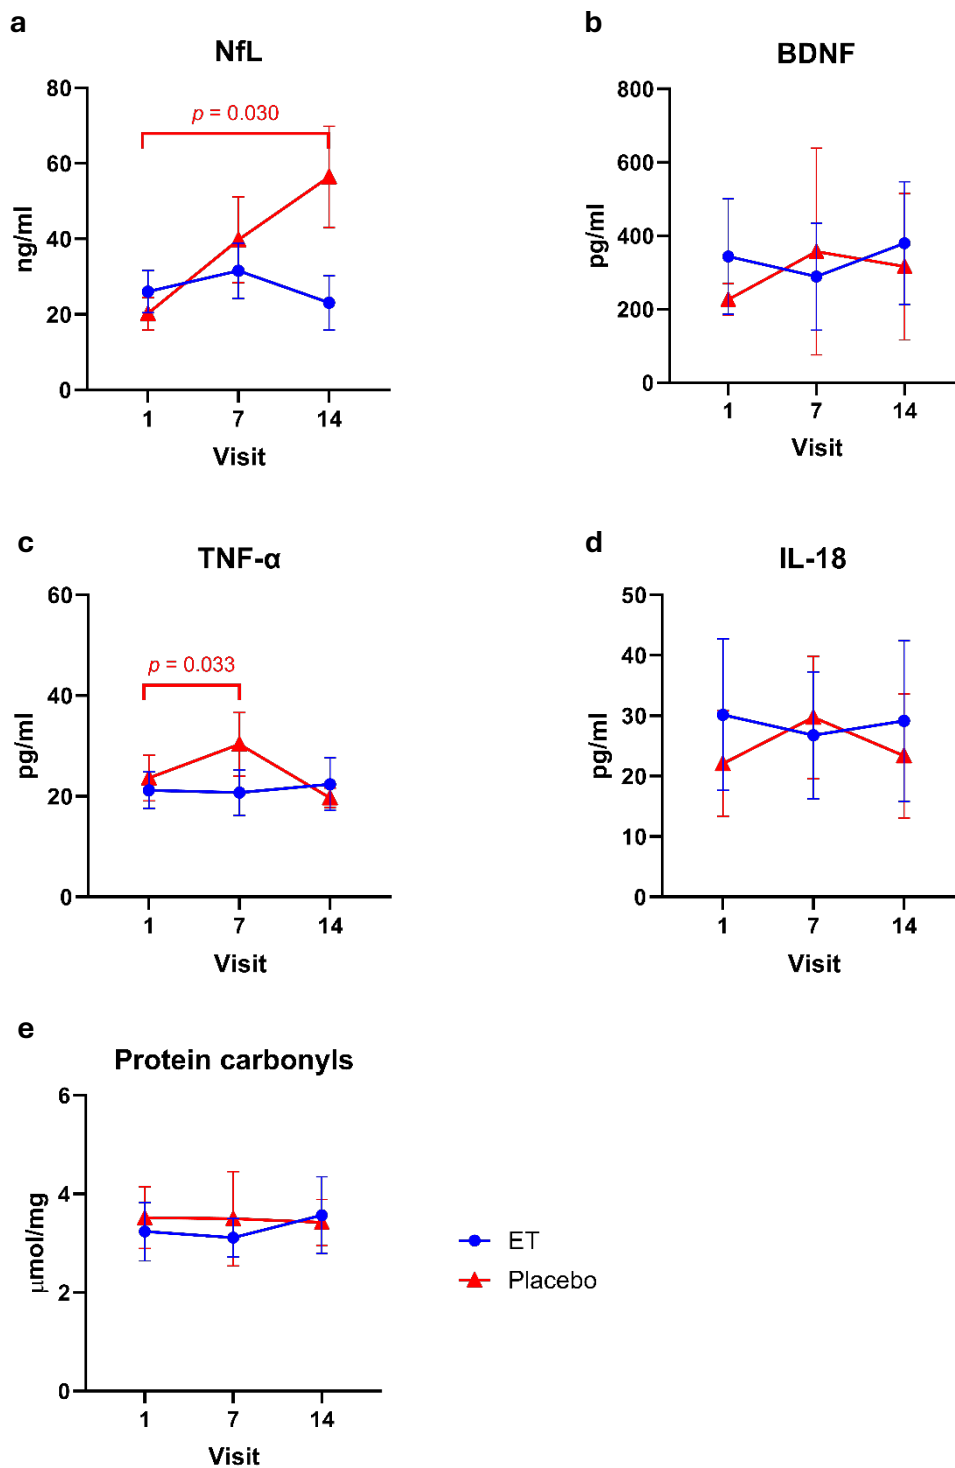 a
NfL
80
60
40
20
0
ng/ml
p = 0.030
1 7 14
Visit
b
BDNF
800
600
400
200
0
pg/ml
1 7 14
Visit
c
TNF-α
60
40
20
0
pg/ml
p = 0.033
1 7 14
Visit
d
IL-18
50
40
30
20
10
0
pg/ml
1 7 14
Visit
e
Protein carbonyls
6
4
2
0
μmol/mg
1 7 14
Visit
ET
Placebo